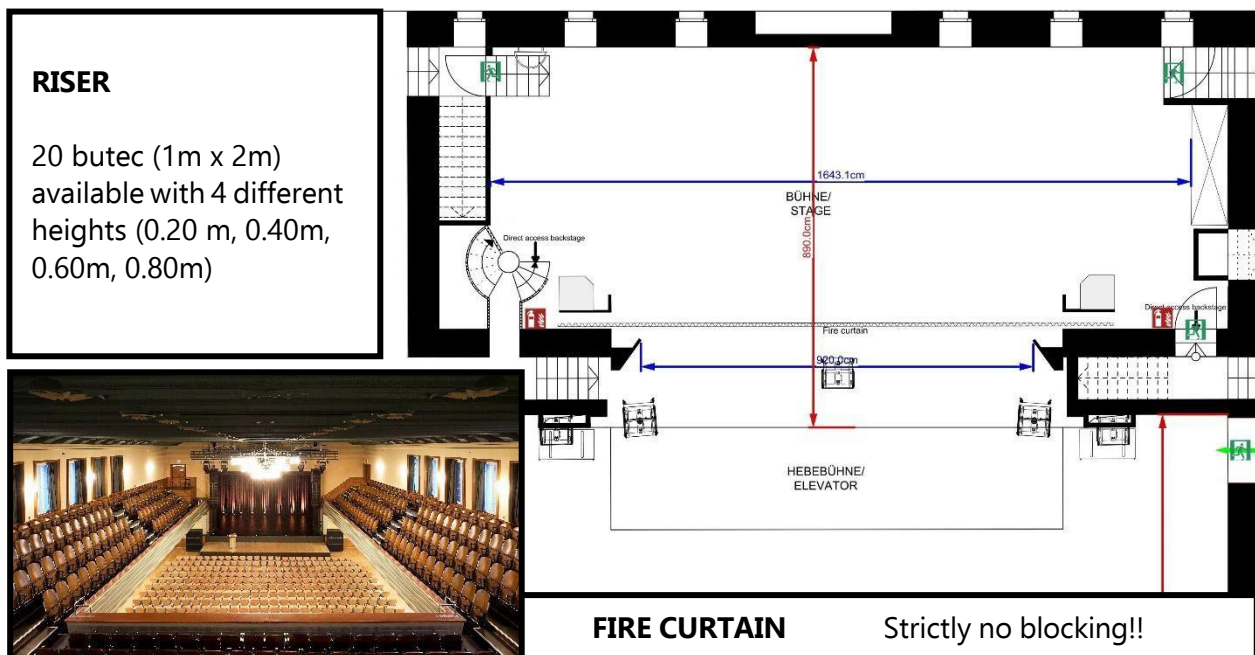 RISER
20 butec (1m x 2m)
available with 4 different
heights (0.20 m, 0.40m,
0.60m, 0.80m)
1643.1cm
BÜHNE/
STAGE
890.0cm
Direct access backstage
Direct access backstage
Fire curtain
920.0cm
HEBEBÜHNE/
ELEVATOR
FIRE CURTAIN Strictly no blocking!!